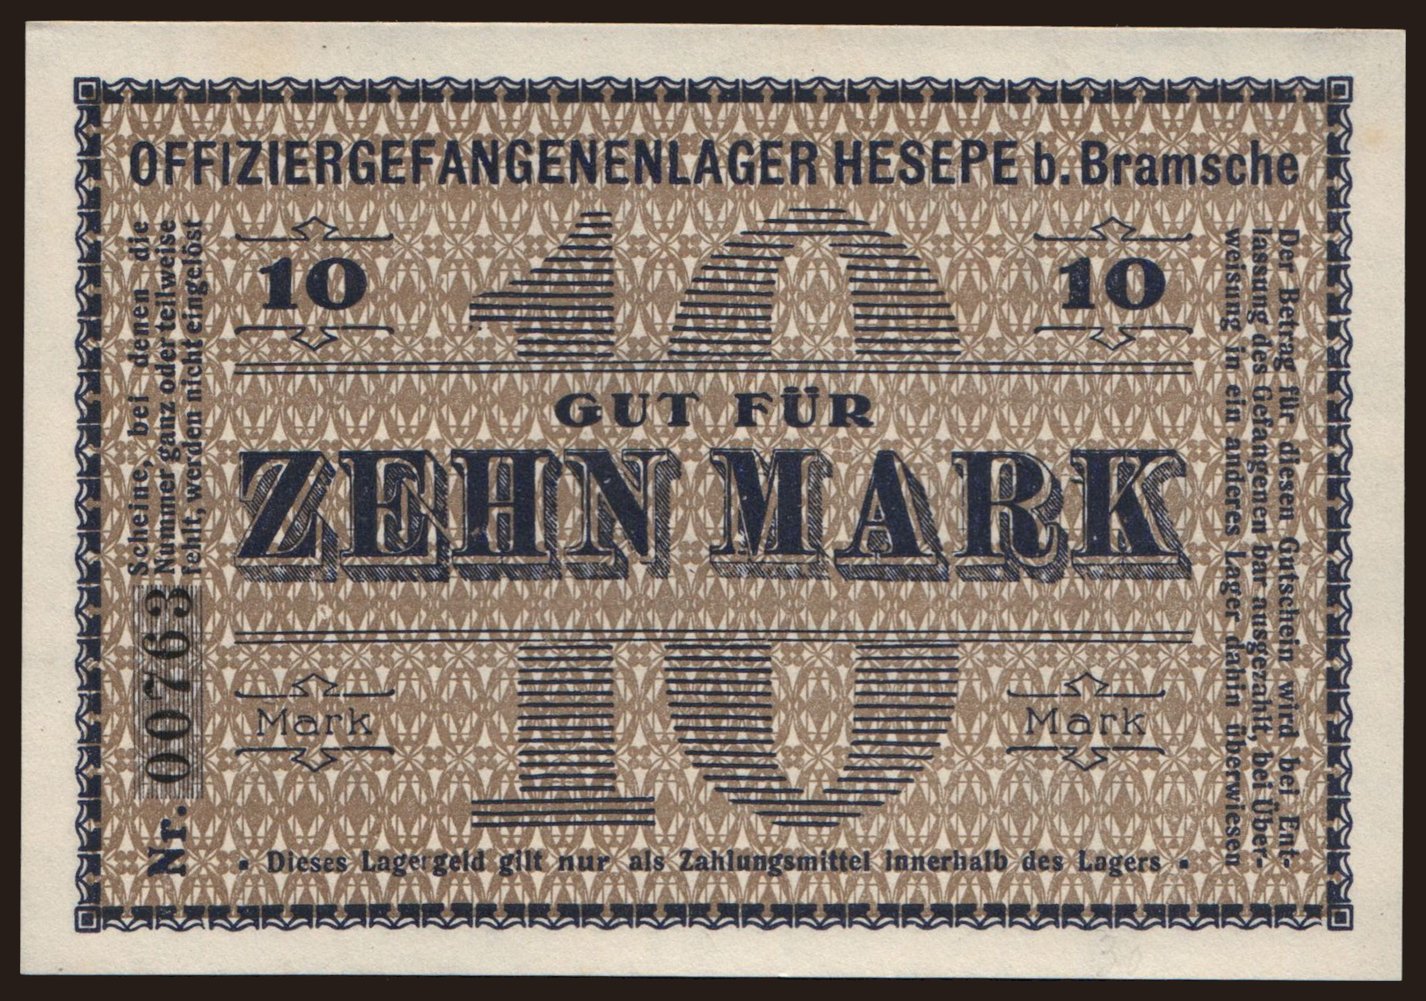 OFFIZIERGEFANGENENLAGER HESEPE b. Bramsche
Scheine, bei denen die
Nummer ganz oder teilweise
fehlt, werden nicht eingelöst
Nr. 00763
10
10
10
GUT FÜR
ZEHN MARK
Mark
Mark
Dieses Lagergeld gilt nur als Zahlungsmittel innerhalb des Lagers
Der Betrag für diesen Gutschein wird bei Ent-
lassung des Gefangenen bar ausgezahlt, bei Über-
weisung in ein anderes Lager dahin überwiesen